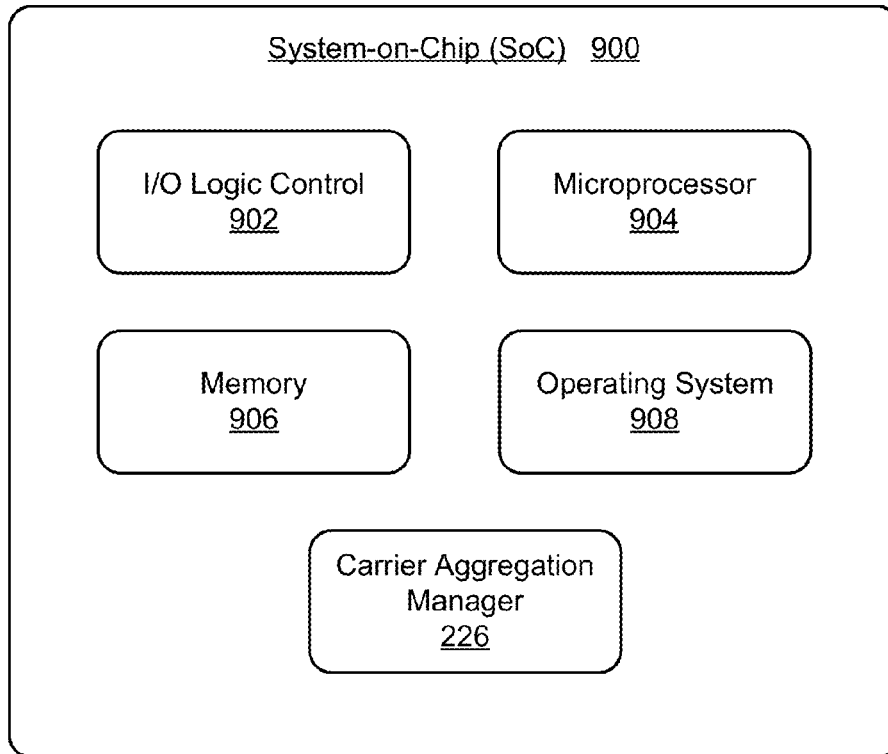 System-on-Chip (SoC) 900
I/O Logic Control
902
Microprocessor
904
Memory
906
Operating System
908
Carrier Aggregation
Manager
226